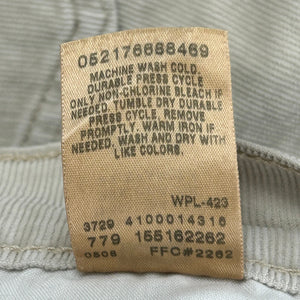 052176688469
MACHINE WASH COLD,
DURABLE PRESS CYCLE
ONLY NON-CHLORINE BLEACH IF
NEEDED. TUMBLE DRY DURABLE
PRESS CYCLE. REMOVE
PROMPTLY. WARM IRON IF
NEEDED. WASH AND DRY WITH
LIKE COLORS.
WPL-423
3729 4100014316
779 155162262
0508 FFC#2262